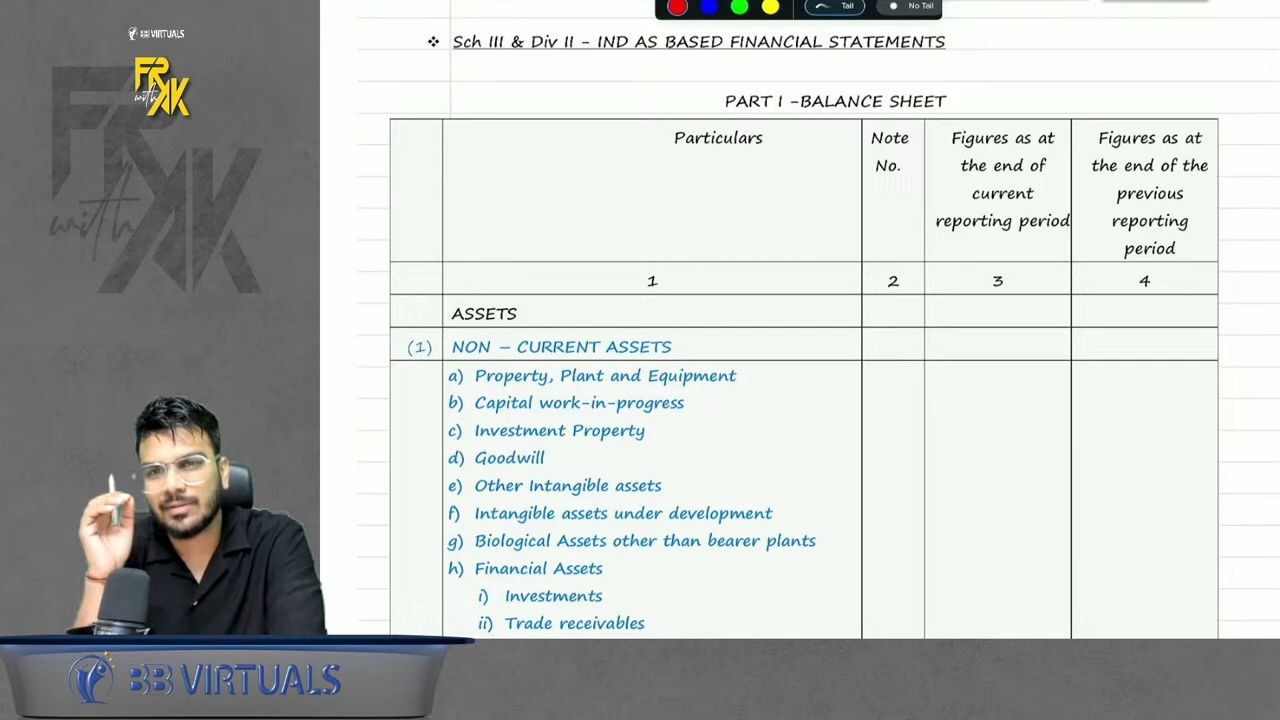 BB VIRTUALS
FR
with
AK
FR
with
AK
Tail
No Tail
❖ Sch III & Div II - IND AS BASED FINANCIAL STATEMENTS
PART I -BALANCE SHEET
Particulars
Note
No.
Figures as at
the end of
current
reporting period
Figures as at
the end of the
previous
reporting
period
1 2 3 4
ASSETS
(1) NON – CURRENT ASSETS
a) Property, Plant and Equipment
b) Capital work-in-progress
c) Investment Property
d) Goodwill
e) Other Intangible assets
f) Intangible assets under development
g) Biological Assets other than bearer plants
h) Financial Assets
i) Investments
ii) Trade receivables
BB VIRTUALS